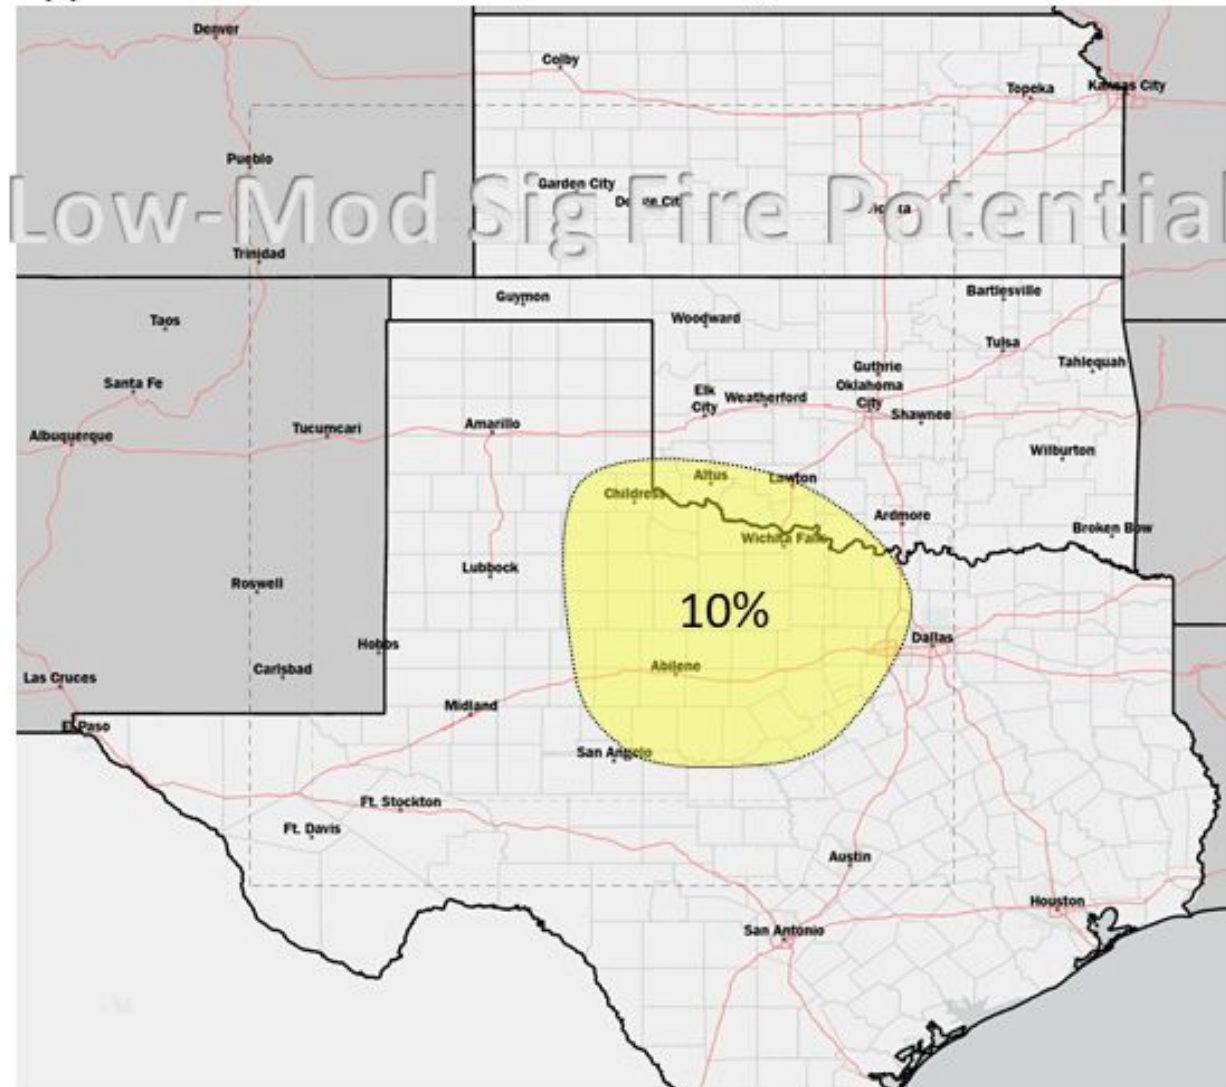 Denver
Colby
Topeka
Kansas City
Pueblo
Garden City
Low-Mod Sig Fire Potential
Trinidad
Guymon
Bartlesville
Taos
Woodward
Tulsa
Tahlequah
Guthrie
Santa Fe
Elk
City
Weatherford
Oklahoma
City
Shawnee
Amarillo
Tucumcari
Albuquerque
Wilburton
Altus
Lawton
Childress
Ardmore
Broken Bow
Wichita Falls
Lubbock
Roswell
10%
Hobbs
Dallas
Carlsbad
Abilene
Las Cruces
Midland
El Paso
San Angelo
Ft. Stockton
Ft. Davis
Austin
Houston
San Antonio